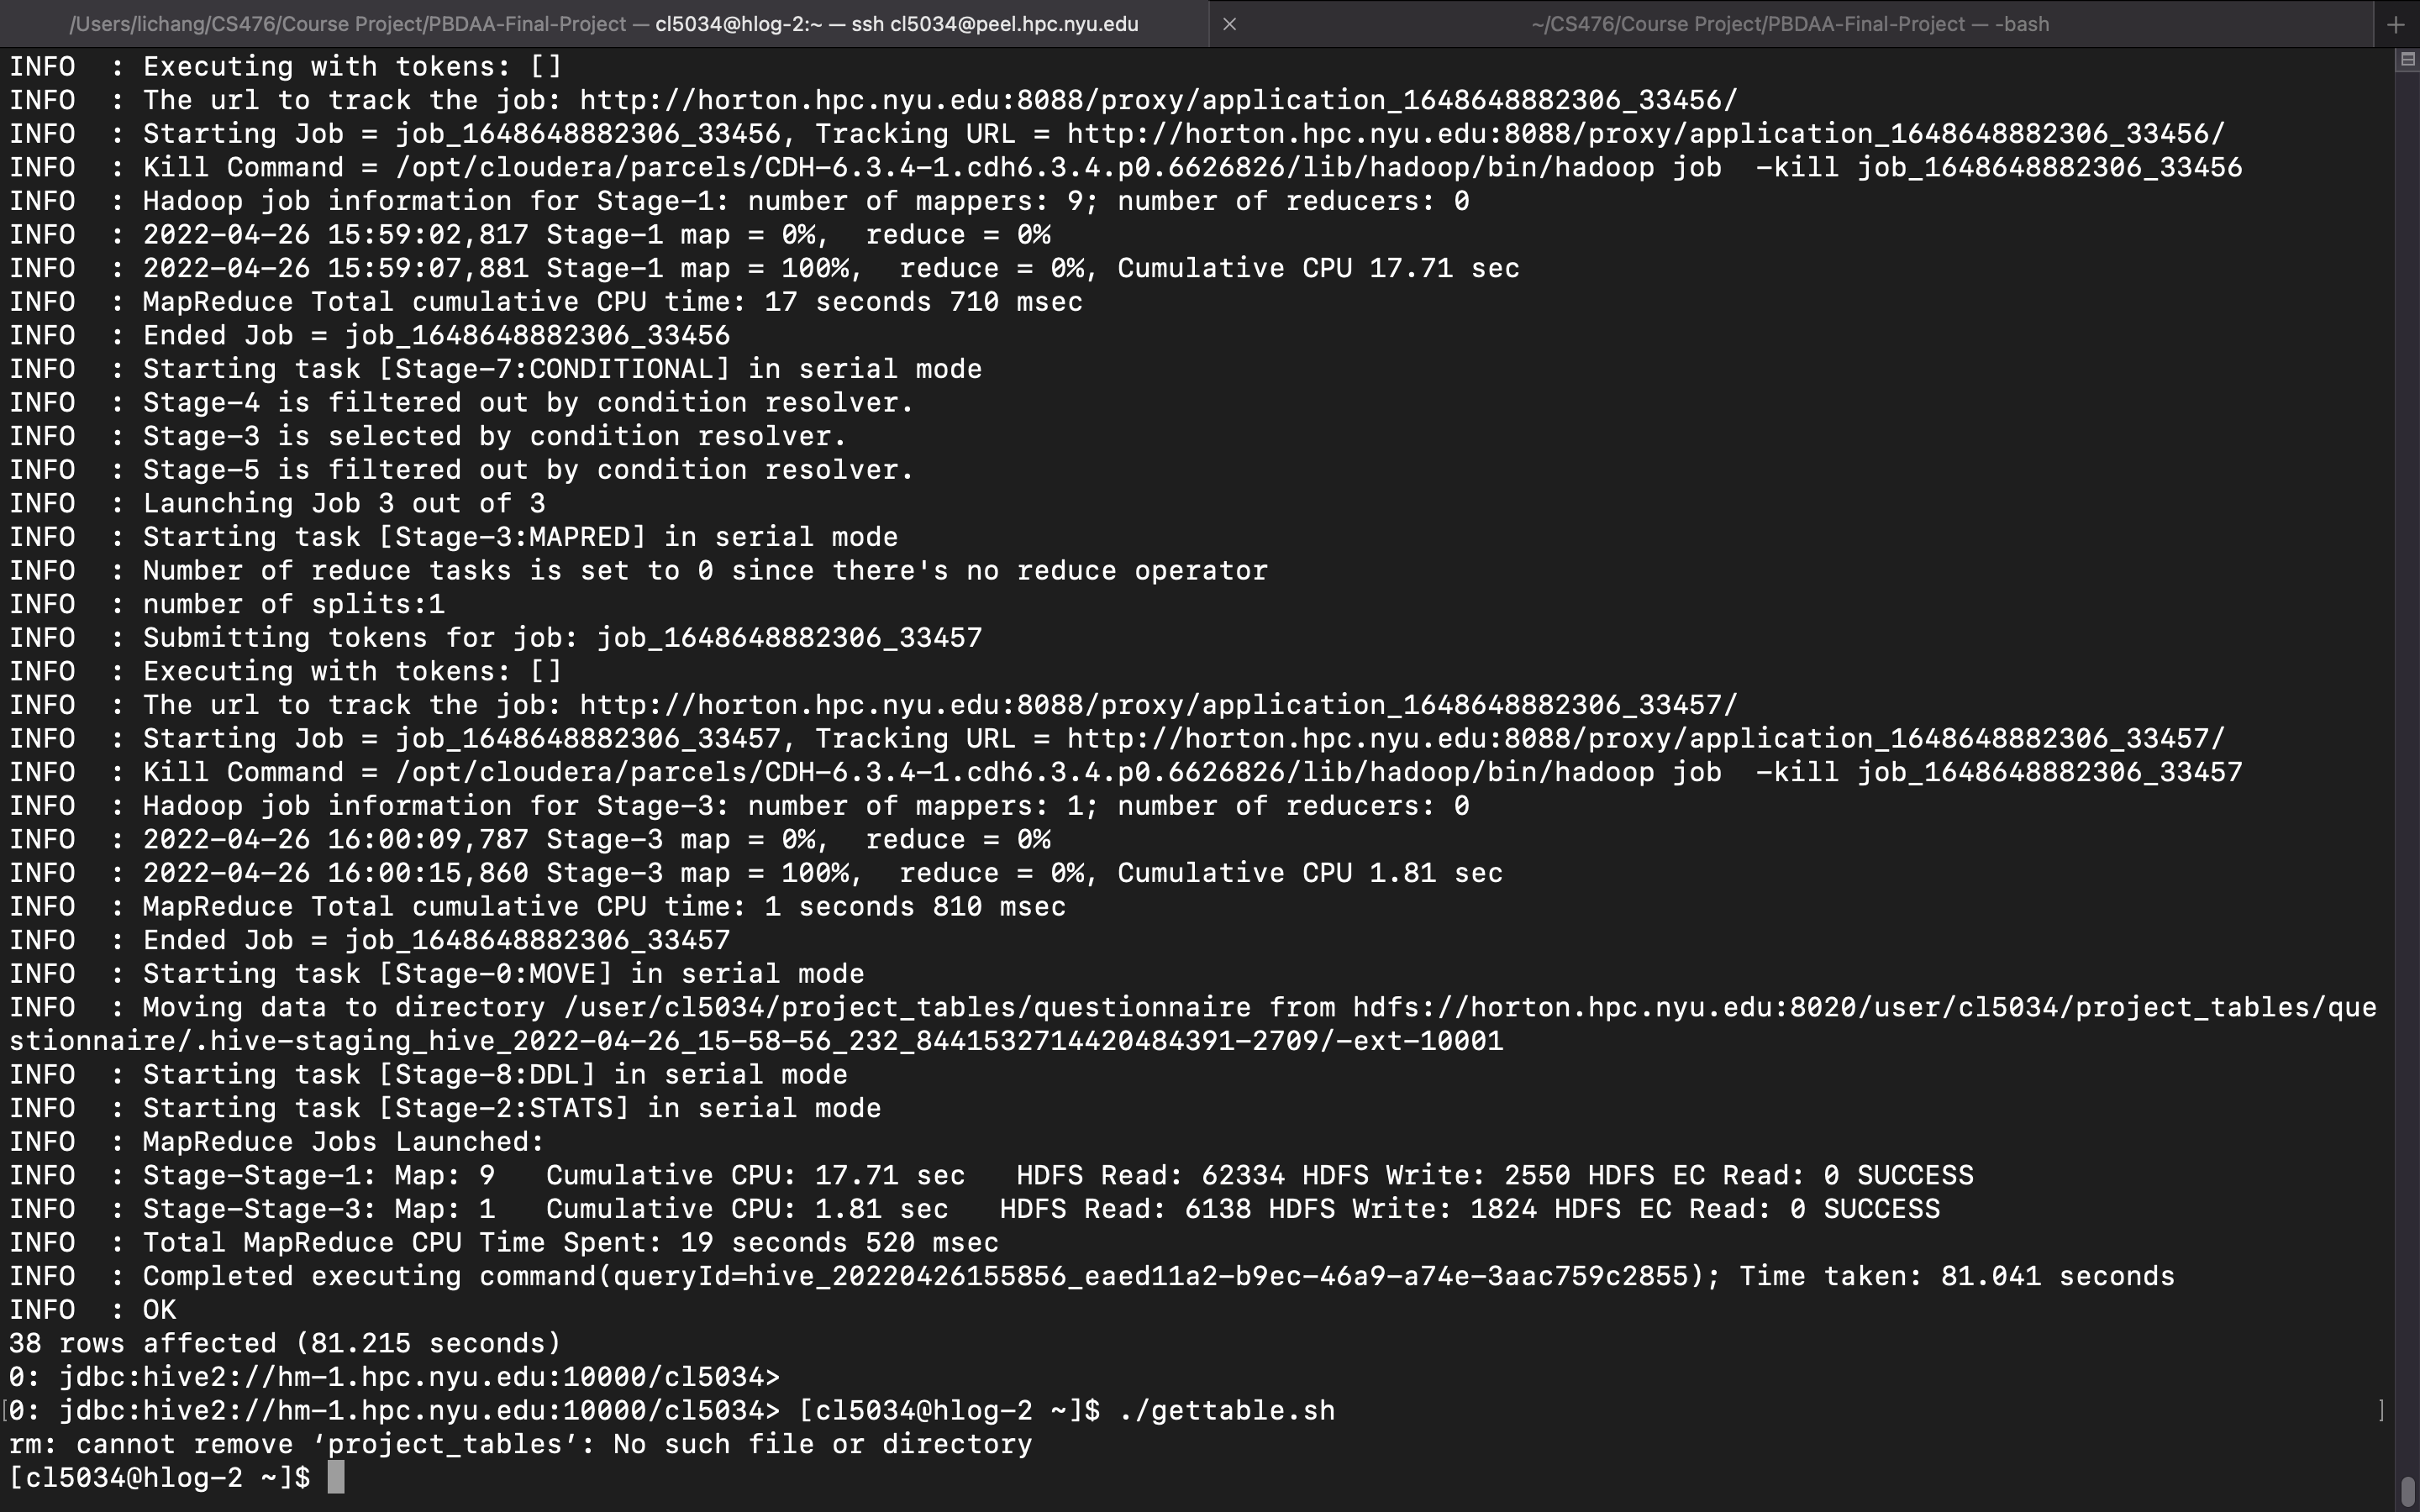 /Users/lichang/CS476/Course Project/PBDAA-Final-Project — cl5034@hlog-2:~ — ssh cl5034@peel.hpc.nyu.edu
~/CS476/Course Project/PBDAA-Final-Project — -bash
INFO  : Executing with tokens: []
INFO  : The url to track the job: http://horton.hpc.nyu.edu:8088/proxy/application_1648648882306_33456/
INFO  : Starting Job = job_1648648882306_33456, Tracking URL = http://horton.hpc.nyu.edu:8088/proxy/application_1648648882306_33456/
INFO  : Kill Command = /opt/cloudera/parcels/CDH-6.3.4-1.cdh6.3.4.p0.6626826/lib/hadoop/bin/hadoop job  -kill job_1648648882306_33456
INFO  : Hadoop job information for Stage-1: number of mappers: 9; number of reducers: 0
INFO  : 2022-04-26 15:59:02,817 Stage-1 map = 0%,  reduce = 0%
INFO  : 2022-04-26 15:59:07,881 Stage-1 map = 100%,  reduce = 0%, Cumulative CPU 17.71 sec
INFO  : MapReduce Total cumulative CPU time: 17 seconds 710 msec
INFO  : Ended Job = job_1648648882306_33456
INFO  : Starting task [Stage-7:CONDITIONAL] in serial mode
INFO  : Stage-4 is filtered out by condition resolver.
INFO  : Stage-3 is selected by condition resolver.
INFO  : Stage-5 is filtered out by condition resolver.
INFO  : Launching Job 3 out of 3
INFO  : Starting task [Stage-3:MAPRED] in serial mode
INFO  : Number of reduce tasks is set to 0 since there's no reduce operator
INFO  : number of splits:1
INFO  : Submitting tokens for job: job_1648648882306_33457
INFO  : Executing with tokens: []
INFO  : The url to track the job: http://horton.hpc.nyu.edu:8088/proxy/application_1648648882306_33457/
INFO  : Starting Job = job_1648648882306_33457, Tracking URL = http://horton.hpc.nyu.edu:8088/proxy/application_1648648882306_33457/
INFO  : Kill Command = /opt/cloudera/parcels/CDH-6.3.4-1.cdh6.3.4.p0.6626826/lib/hadoop/bin/hadoop job  -kill job_1648648882306_33457
INFO  : Hadoop job information for Stage-3: number of mappers: 1; number of reducers: 0
INFO  : 2022-04-26 16:00:09,787 Stage-3 map = 0%,  reduce = 0%
INFO  : 2022-04-26 16:00:15,860 Stage-3 map = 100%,  reduce = 0%, Cumulative CPU 1.81 sec
INFO  : MapReduce Total cumulative CPU time: 1 seconds 810 msec
INFO  : Ended Job = job_1648648882306_33457
INFO  : Starting task [Stage-0:MOVE] in serial mode
INFO  : Moving data to directory /user/cl5034/project_tables/questionnaire from hdfs://horton.hpc.nyu.edu:8020/user/cl5034/project_tables/que
stionnaire/.hive-staging_hive_2022-04-26_15-58-56_232_8441532714420484391-2709/-ext-10001
INFO  : Starting task [Stage-8:DDL] in serial mode
INFO  : Starting task [Stage-2:STATS] in serial mode
INFO  : MapReduce Jobs Launched:
INFO  : Stage-Stage-1: Map: 9   Cumulative CPU: 17.71 sec   HDFS Read: 62334 HDFS Write: 2550 HDFS EC Read: 0 SUCCESS
INFO  : Stage-Stage-3: Map: 1   Cumulative CPU: 1.81 sec   HDFS Read: 6138 HDFS Write: 1824 HDFS EC Read: 0 SUCCESS
INFO  : Total MapReduce CPU Time Spent: 19 seconds 520 msec
INFO  : Completed executing command(queryId=hive_20220426155856_eaed11a2-b9ec-46a9-a74e-3aac759c2855); Time taken: 81.041 seconds
INFO  : OK
38 rows affected (81.215 seconds)
0: jdbc:hive2://hm-1.hpc.nyu.edu:10000/cl5034>
[0: jdbc:hive2://hm-1.hpc.nyu.edu:10000/cl5034> [cl5034@hlog-2 ~]$ ./gettable.sh ]
rm: cannot remove ‘project_tables’: No such file or directory
[cl5034@hlog-2 ~]$